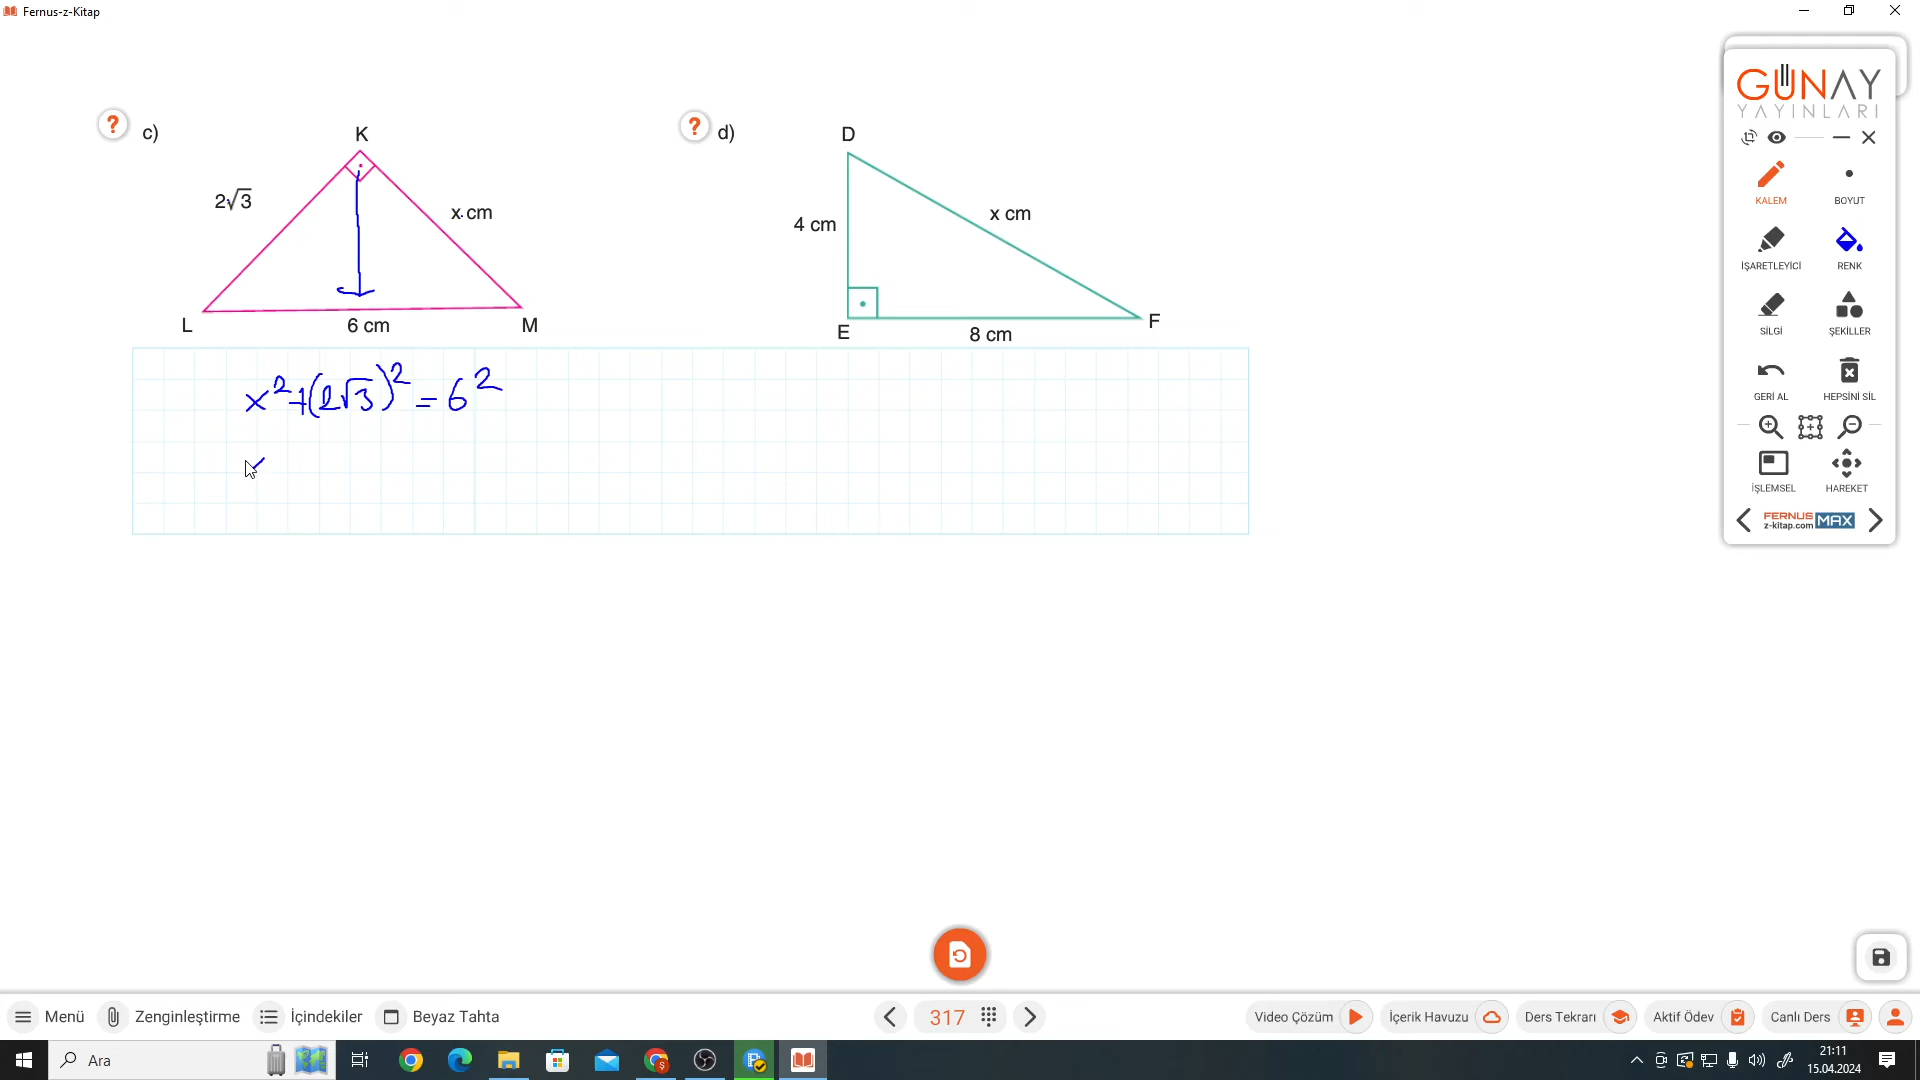 Fernus-z-Kitap
c)
K
2√3
x cm
L
6 cm
M
d)
D
4 cm
x cm
E
8 cm
F
x²+(2√3)²=6²
GÜNAY
YAYINLARI
KALEM
BOYUT
İŞARETLEYİCİ
RENK
SİLGİ
ŞEKİLLER
GERİ AL
HEPSİNİ SİL
İŞLEMSEL
HAREKET
FERNUS
z-kitap.com MAX
Menü
Zenginleştirme
İçindekiler
Beyaz Tahta
317
Video Çözüm
İçerik Havuzu
Ders Tekrarı
Aktif Ödev
Canlı Ders
Ara
21:11
15.04.2024